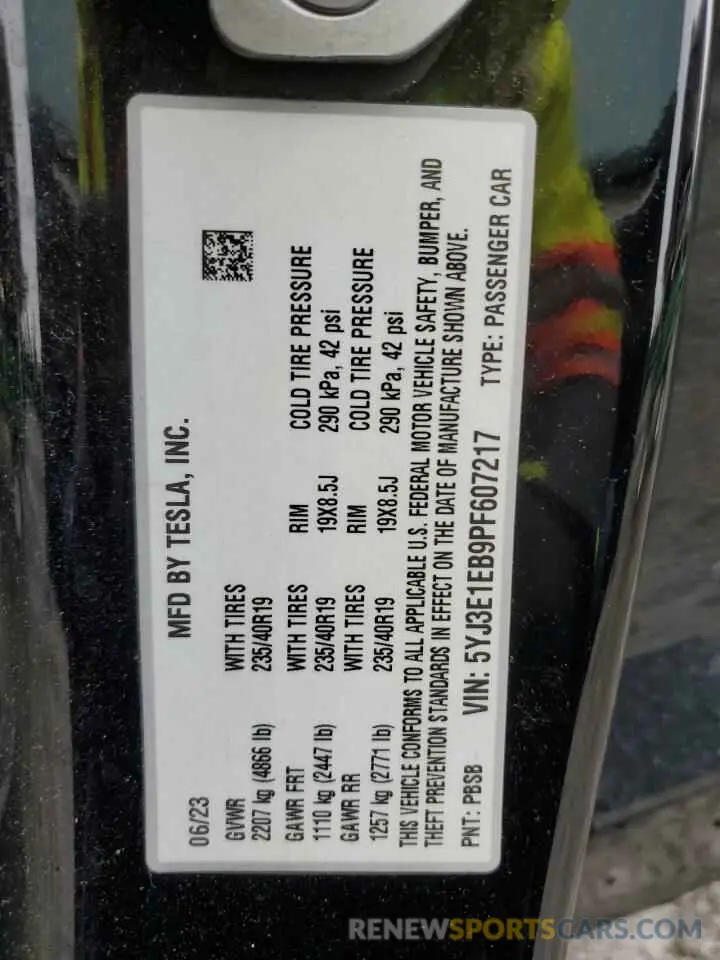 MFD BY TESLA, INC.
06/23
GVWR WITH TIRES
2207 kg (4866 lb) 235/40R19
GAWR FRT WITH TIRES RIM COLD TIRE PRESSURE
1110 kg (2447 lb) 235/40R19 19X8.5J 290 kPa, 42 psi
GAWR RR WITH TIRES RIM COLD TIRE PRESSURE
1257 kg (2771 lb) 235/40R19 19X8.5J 290 kPa, 42 psi
THIS VEHICLE CONFORMS TO ALL APPLICABLE U.S. FEDERAL MOTOR VEHICLE SAFETY, BUMPER, AND
THEFT PREVENTION STANDARDS IN EFFECT ON THE DATE OF MANUFACTURE SHOWN ABOVE.
PNT: PBSB VIN: 5YJ3E1EB9PF607217 TYPE: PASSENGER CAR
RENEWSPORTSCARS.COM